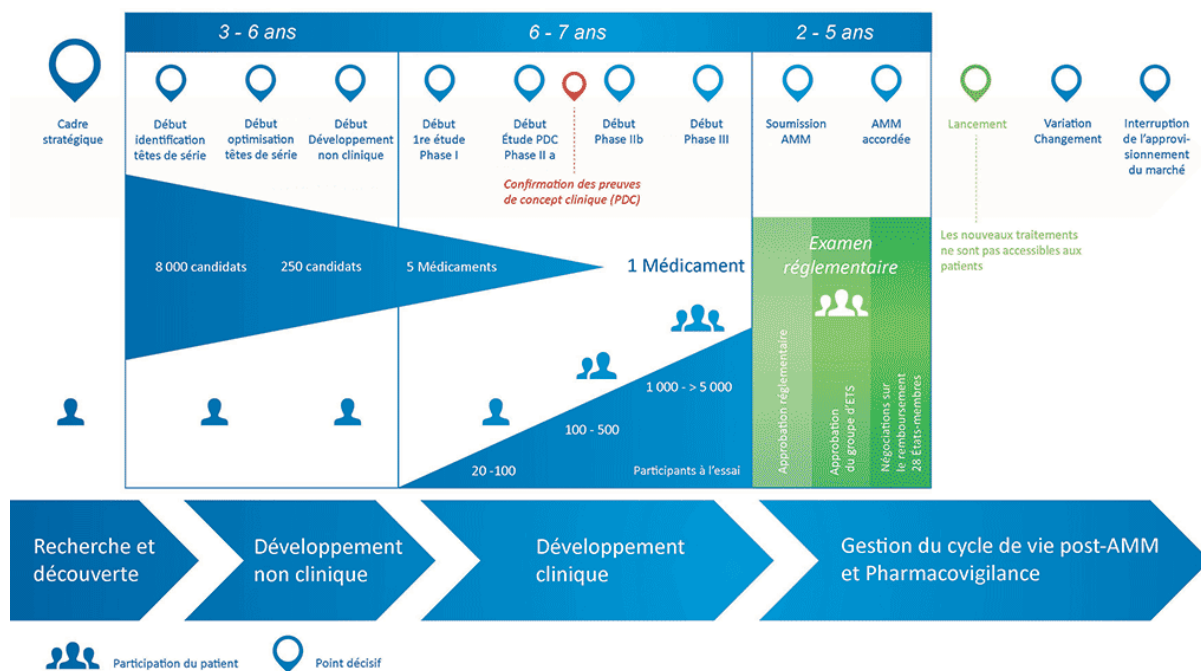 3 - 6 ans
6 - 7 ans
2 - 5 ans
Cadre
stratégique
Début
identification
têtes de série
Début
optimisation
têtes de série
Début
Développement
non clinique
Début
1re étude
Phase I
Début
Étude PDC
Phase II a
Début
Phase IIb
Début
Phase III
Soumission
AMM
AMM
accordée
Lancement
Variation
Changement
Interruption
de l'approvi-
sionnement
du marché
Confirmation des preuves
de concept clinique (PDC)
8 000 candidats
250 candidats
5 Médicaments
1 Médicament
Examen
réglementaire
Les nouveaux traitements
ne sont pas accessibles aux
patients
20 -100
100 - 500
1 000 - > 5 000
Participants à l'essai
Approbation réglementaire
Approbation
du groupe d'ETS
Négociations sur
le remboursement
28 États-membres
Recherche et
découverte
Développement
non clinique
Développement
clinique
Gestion du cycle de vie post-AMM
et Pharmacovigilance
Participation du patient
Point décisif